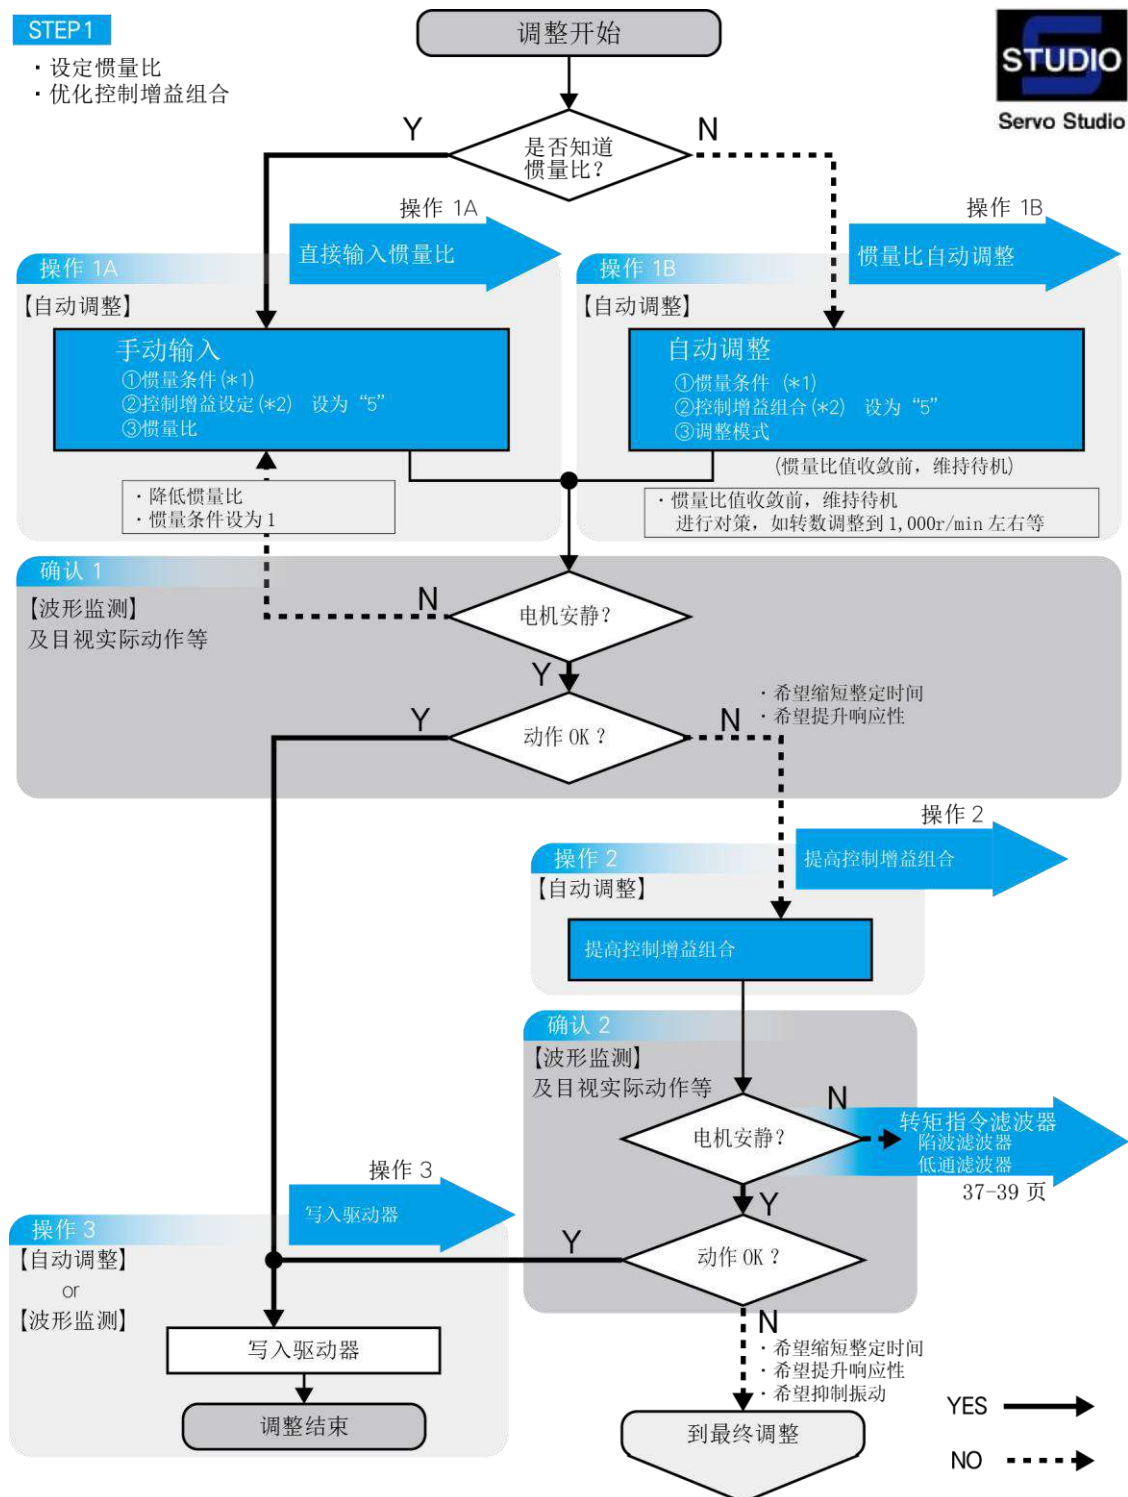 STEP1
· 设定惯量比
· 优化控制增益组合
调整开始
S
STUDIO
Servo Studio
是否知道
惯量比？
Y
N
操作 1A
直接输入惯量比
操作 1B
惯量比自动调整
操作 1A
【自动调整】
手动输入
①惯量条件(*1)
②控制增益设定(*2) 设为“5”
③惯量比
操作 1B
【自动调整】
自动调整
①惯量条件 (*1)
②控制增益组合(*2) 设为“5”
③调整模式
(惯量比值收敛前，维持待机)
· 降低惯量比
· 惯量条件设为1
· 惯量比值收敛前，维持待机
进行对策，如转数调整到1,000r/min左右等
确认 1
【波形监测】
及目视实际动作等
N
电机安静？
Y
Y
动作 OK？
N
· 希望缩短整定时间
· 希望提升响应性
操作 2
提高控制增益组合
操作 2
【自动调整】
提高控制增益组合
确认 2
【波形监测】
及目视实际动作等
电机安静？
N
转矩指令滤波器
陷波滤波器
低通滤波器
37-39 页
Y
操作 3
写入驱动器
Y
动作 OK？
操作 3
【自动调整】
or
【波形监测】
写入驱动器
调整结束
N
· 希望缩短整定时间
· 希望提升响应性
· 希望抑制振动
到最终调整
YES
NO